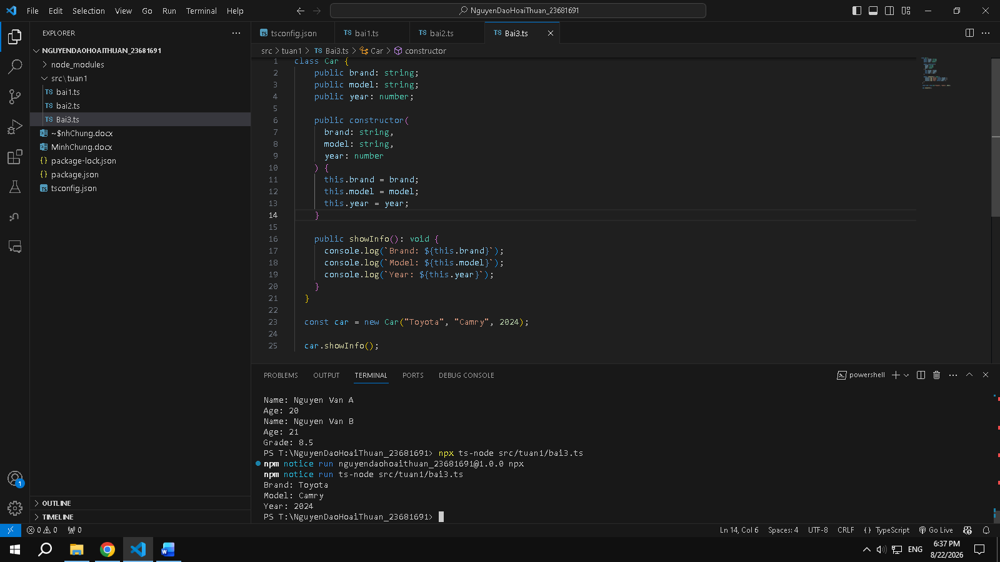 File Edit Selection View Go Run Terminal Help
NguyenDaoHoaiThuan_23681691
EXPLORER
NGUYENDAOHOAITHUAN_23681691
node_modules
src\tuan1
TS bai1.ts
TS bai2.ts
TS Bai3.ts
~$nhChung.docx
MinhChung.docx
{} package-lock.json
{} package.json
TS tsconfig.json
OUTLINE
TIMELINE
TS tsconfig.json TS bai1.ts TS bai2.ts TS Bai3.ts
src > tuan1 > TS Bai3.ts > Car > constructor
1 class Car {
2 public brand: string;
3 public model: string;
4 public year: number;
5
6 public constructor(
7 brand: string,
8 model: string,
9 year: number
10 ) {
11 this.brand = brand;
12 this.model = model;
13 this.year = year;
14 }
15
16 public showInfo(): void {
17 console.log(`Brand: ${this.brand}`);
18 console.log(`Model: ${this.model}`);
19 console.log(`Year: ${this.year}`);
20 }
21 }
22
23 const car = new Car("Toyota", "Camry", 2024);
24
25 car.showInfo();
PROBLEMS OUTPUT TERMINAL PORTS DEBUG CONSOLE
powershell
Name: Nguyen Van A
Age: 20
Name: Nguyen Van B
Age: 21
Grade: 8.5
PS T:\NguyenDaoHoaiThuan_23681691> npx ts-node src/tuan1/bai3.ts
npm notice run nguyendaohoaithuan_23681691@1.0.0 npx
npm notice run ts-node src/tuan1/bai3.ts
Brand: Toyota
Model: Camry
Year: 2024
PS T:\NguyenDaoHoaiThuan_23681691>
1
0 0 0
Ln 14, Col 6 Spaces: 4 UTF-8 CRLF {} TypeScript Go Live
ENG
6:37 PM
8/22/2026